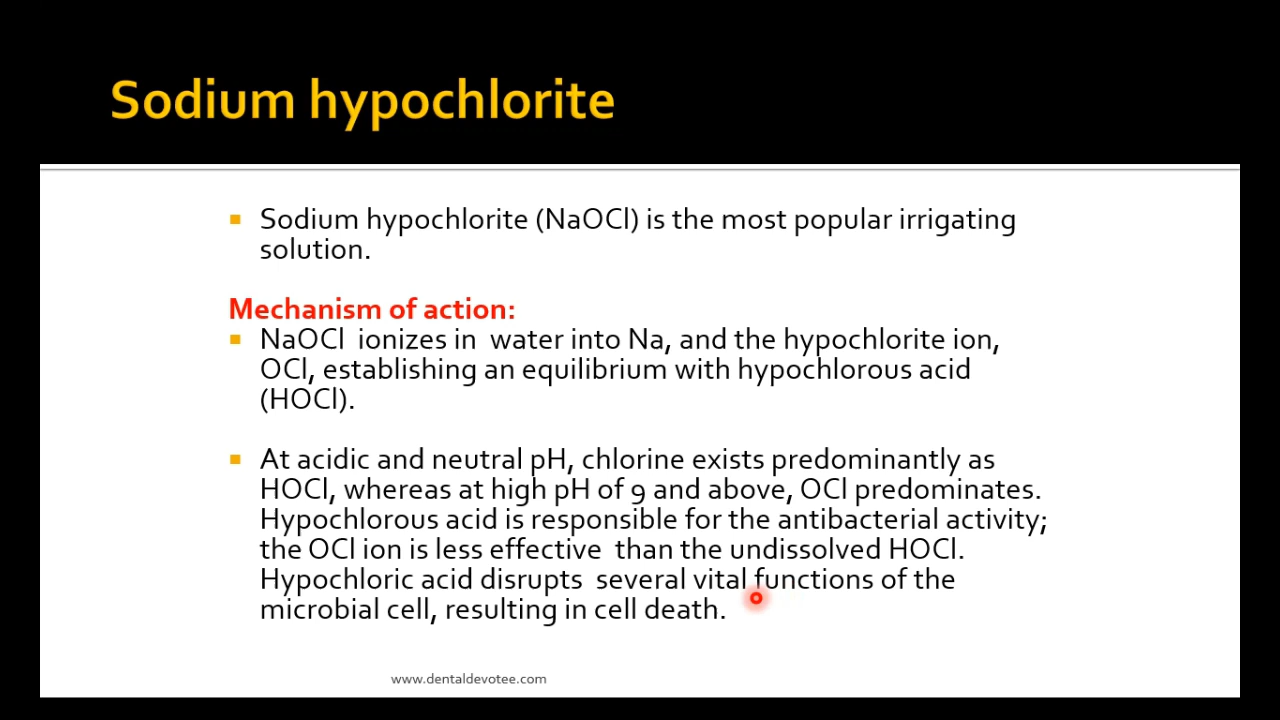 Sodium hypochlorite
Sodium hypochlorite (NaOCl) is the most popular irrigating
solution.
Mechanism of action:
NaOCl ionizes in water into Na, and the hypochlorite ion,
OCl, establishing an equilibrium with hypochlorous acid
(HOCl).
At acidic and neutral pH, chlorine exists predominantly as
HOCl, whereas at high pH of 9 and above, OCl predominates.
Hypochlorous acid is responsible for the antibacterial activity;
the OCl ion is less effective than the undissolved HOCl.
Hypochloric acid disrupts several vital functions of the
microbial cell, resulting in cell death.
www.dentaldevotee.com